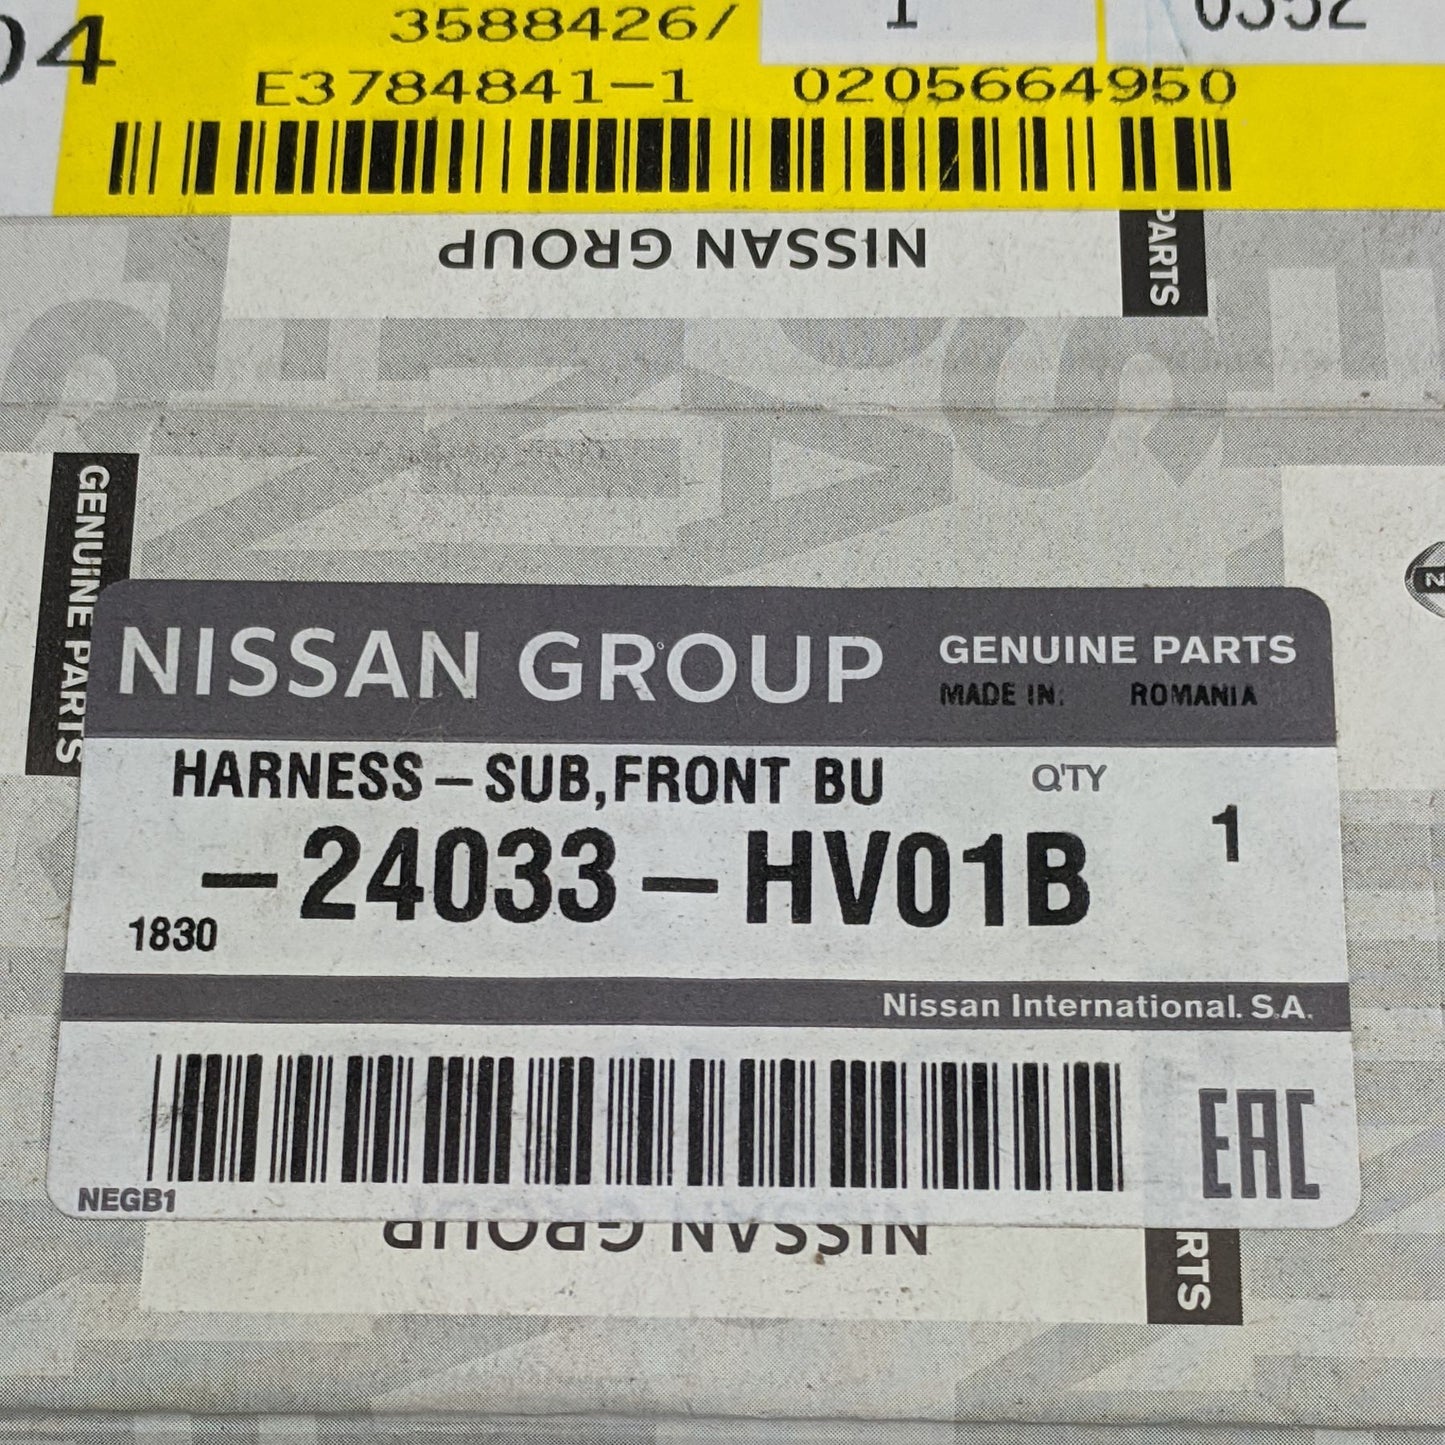 04
3588426/
1
0352
E3784841-1 0205664950
NISSAN GROUP
PARTS
GENUINE PARTS
NISSAN GROUP
GENUINE PARTS
MADE IN: ROMANIA
HARNESS-SUB,FRONT BU
Q'TY
-24033-HV01B
1
1830
Nissan International. S.A.
EAC
NEGB1
NISSAN GROUP
RTS